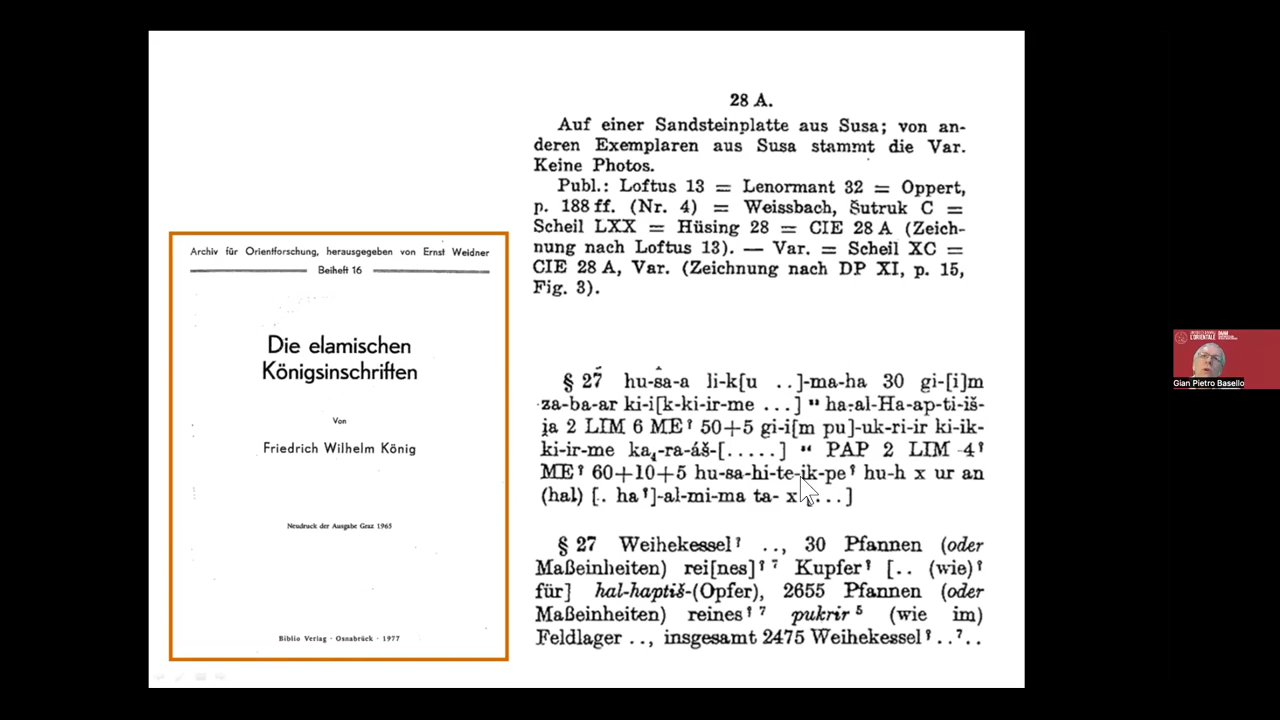 Archiv für Orientforschung, herausgegeben von Ernst Weidner
Beiheft 16
Die elamischen
Königsinschriften
Von
Friedrich Wilhelm König
Neudruck der Ausgabe Graz 1965
Biblio Verlag · Osnabrück · 1977
28 A.
Auf einer Sandsteinplatte aus Susa; von an-
deren Exemplaren aus Susa stammt die Var.
Keine Photos.
Publ.: Loftus 13 = Lenormant 32 = Oppert,
p. 188 ff. (Nr. 4) = Weissbach, Šutruk C =
Scheil LXX = Hüsing 28 = CIE 28 A (Zeich-
nung nach Loftus 13). — Var. = Scheil XC =
CIE 28 A, Var. (Zeichnung nach DP XI, p. 15,
Fig. 3).
§ 27 hu-sa-a li-k[u ..]-ma-ha 30 gi-[i]m
za-ba-ar ki-i[k-ki-ir-me ...] ha-al-Ha-ap-ti-iš-
ja 2 LIM 6 ME? 50+5 gi-i[m pu]-uk-ri-ir ki-ik-
ki-ir-me ka₄-ra-áš-[.....] PAP 2 LIM 4?
ME? 60+10+5 hu-sa-hi-te-ik-pe? hu-h x ur an
(hal) [. ha?]-al-mi-ma ta- x [...]
§ 27 Weihekessel? .., 30 Pfannen (oder
Maßeinheiten) rei[nes]? ⁷ Kupfer? [.. (wie)?
für] hal-haptiš-(Opfer), 2655 Pfannen (oder
Maßeinheiten) reines? ⁷ pukrir ⁵ (wie im)
Feldlager .., insgesamt 2475 Weihekessel? ..⁷..
L'ORIENTALE
Gian Pietro Basello